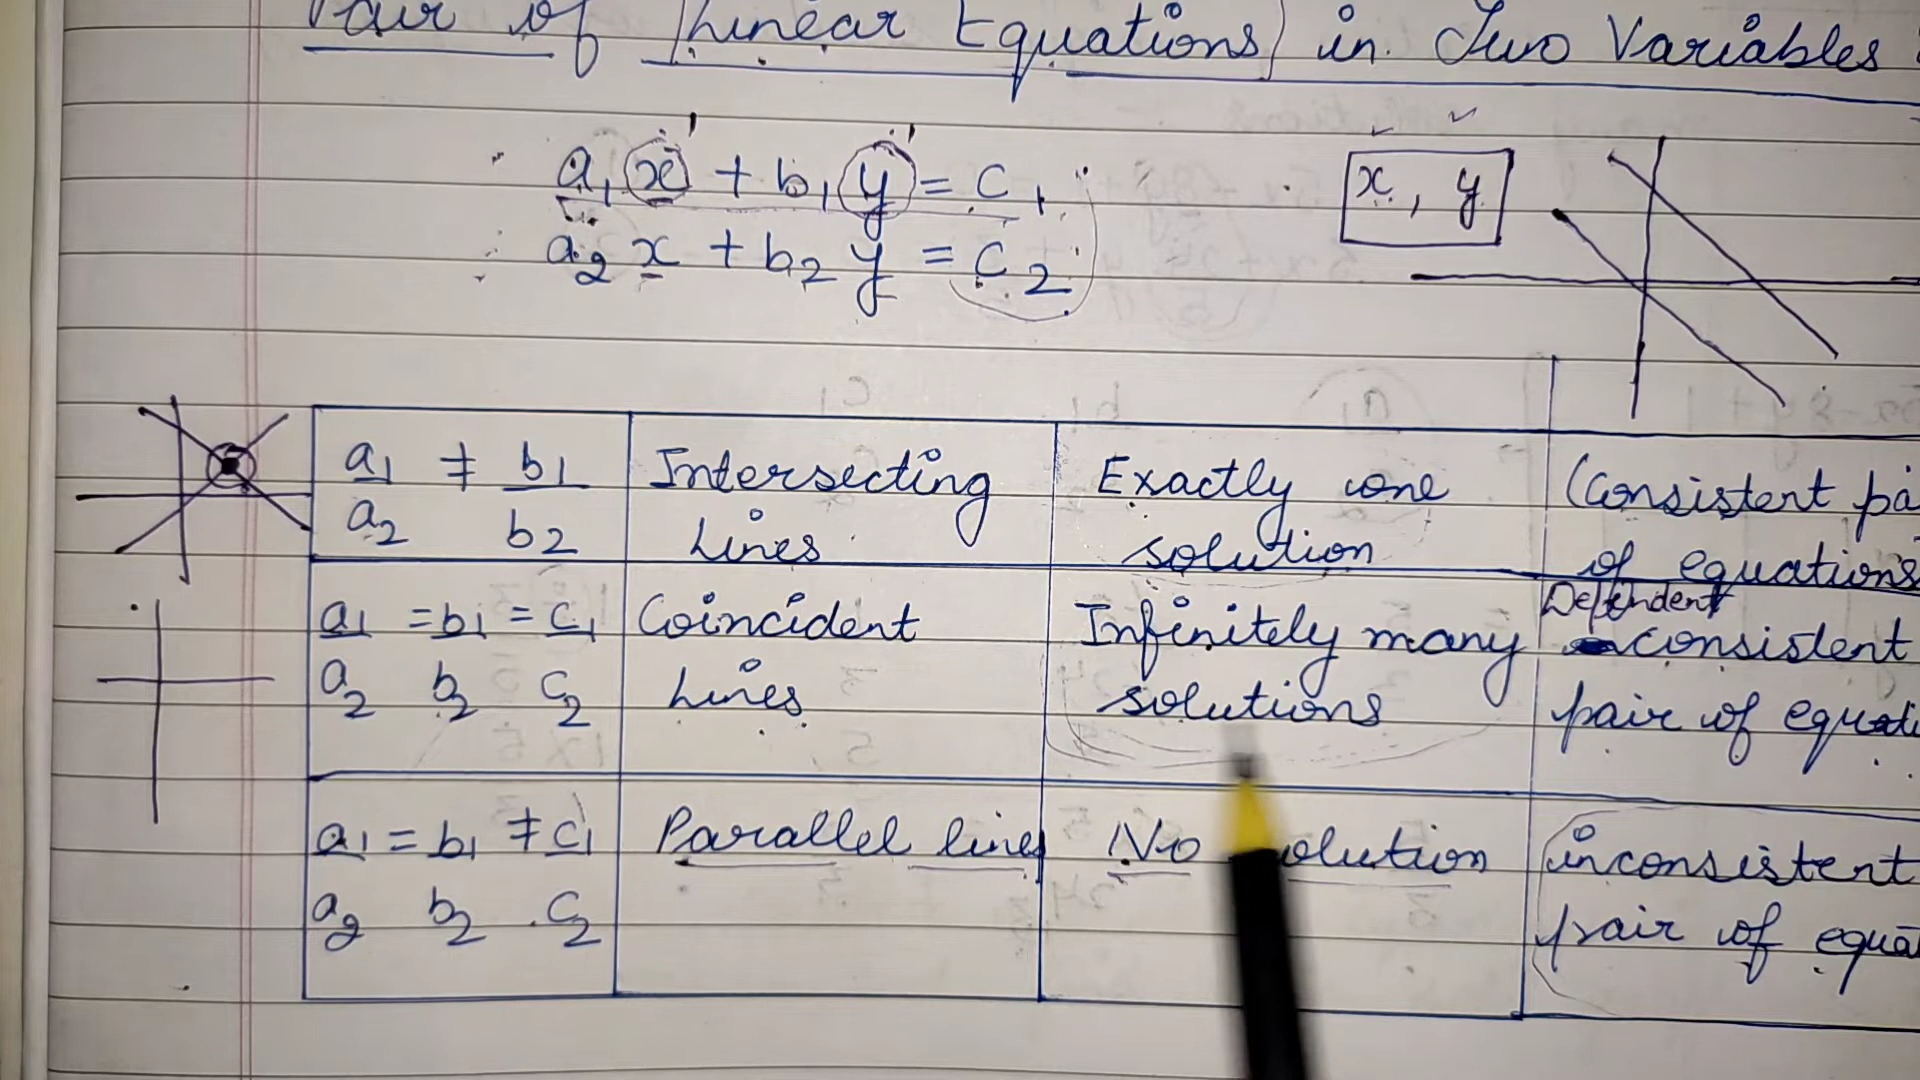 Pair of Linear Equations in Two Variables :
a₁x + b₁y = c₁
x, y
a₂x + b₂y = c₂
a₁/a₂ ≠ b₁/b₂ Intersecting Lines Exactly one solution (Consistent pa of equations
a₁/a₂ = b₁/b₂ = c₁/c₂ Coincident Lines Infinitely many solutions Dependent consistent pair of equati
a₁/a₂ = b₁/b₂ ≠ c₁/c₂ Parallel lines No olution inconsistent pair of equa